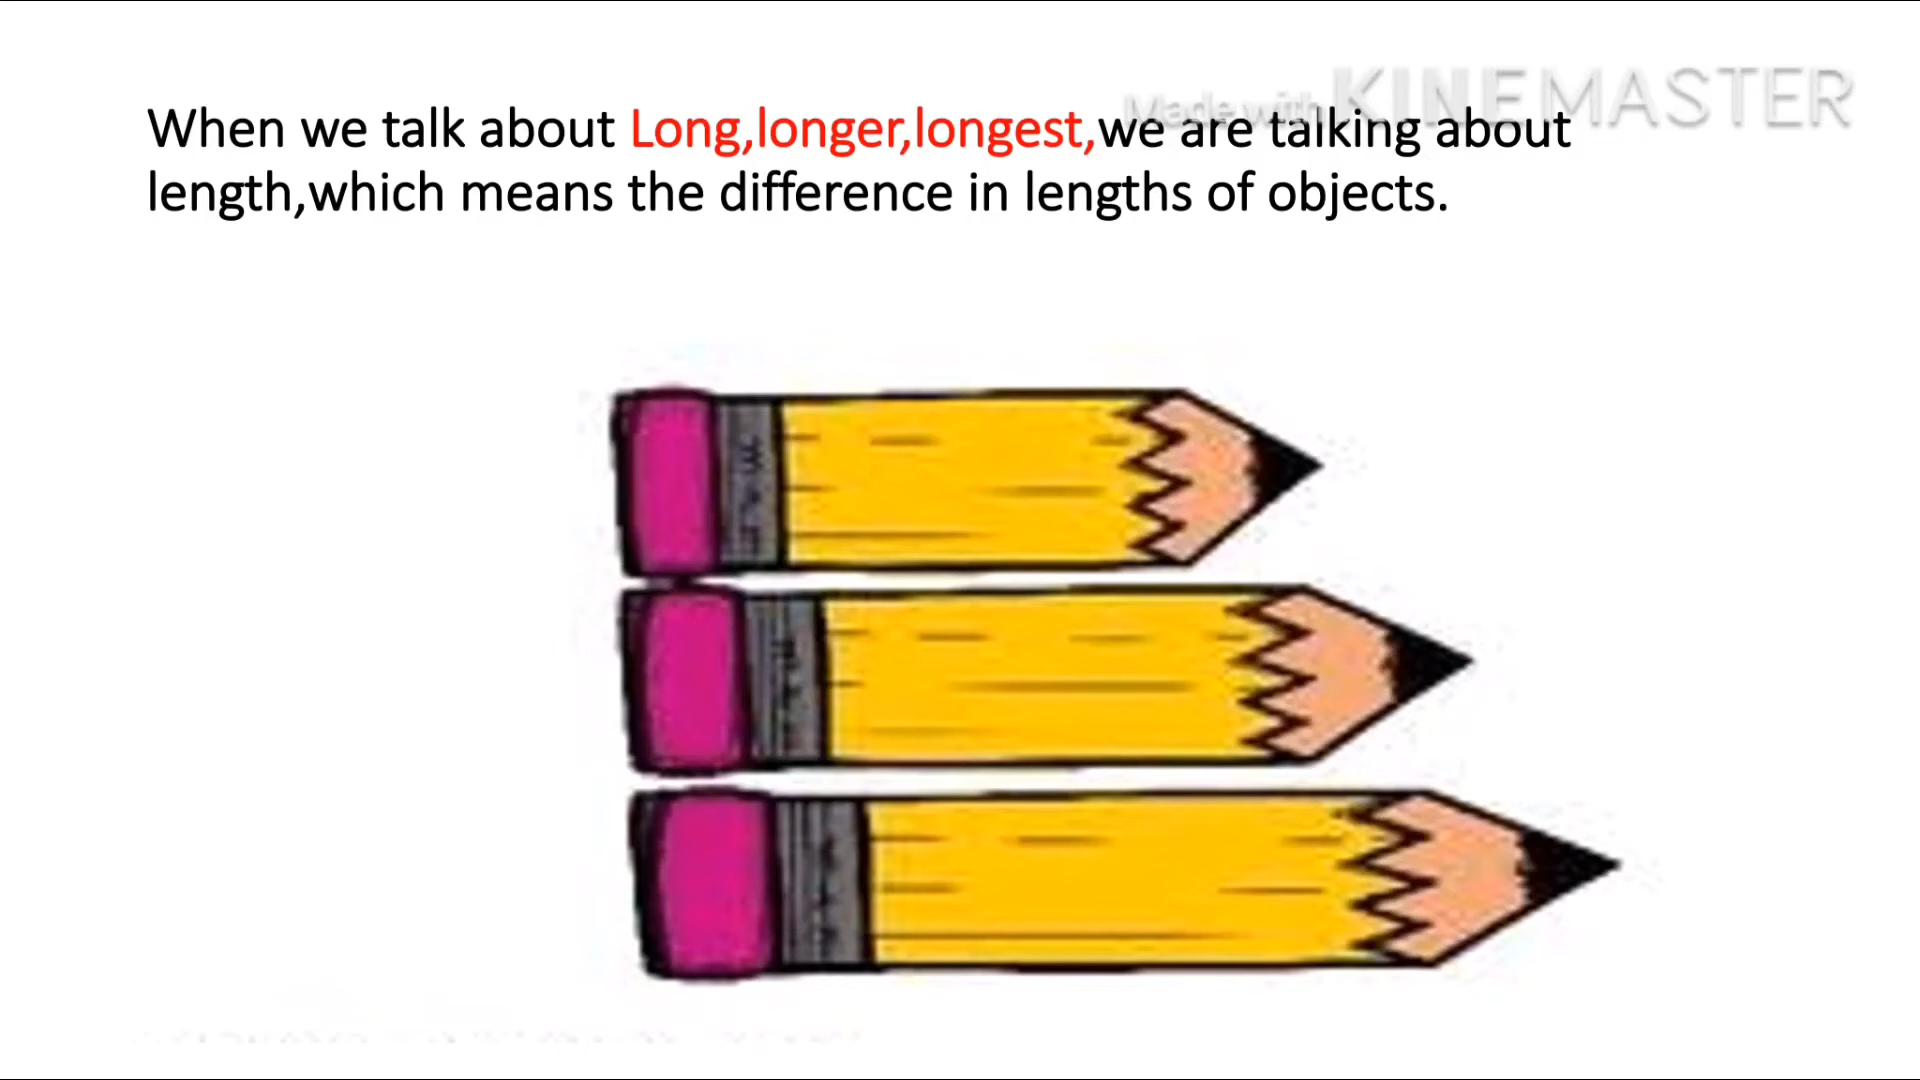 Made with KINEMASTER
When we talk about Long,longer,longest,we are talking about
length,which means the difference in lengths of objects.